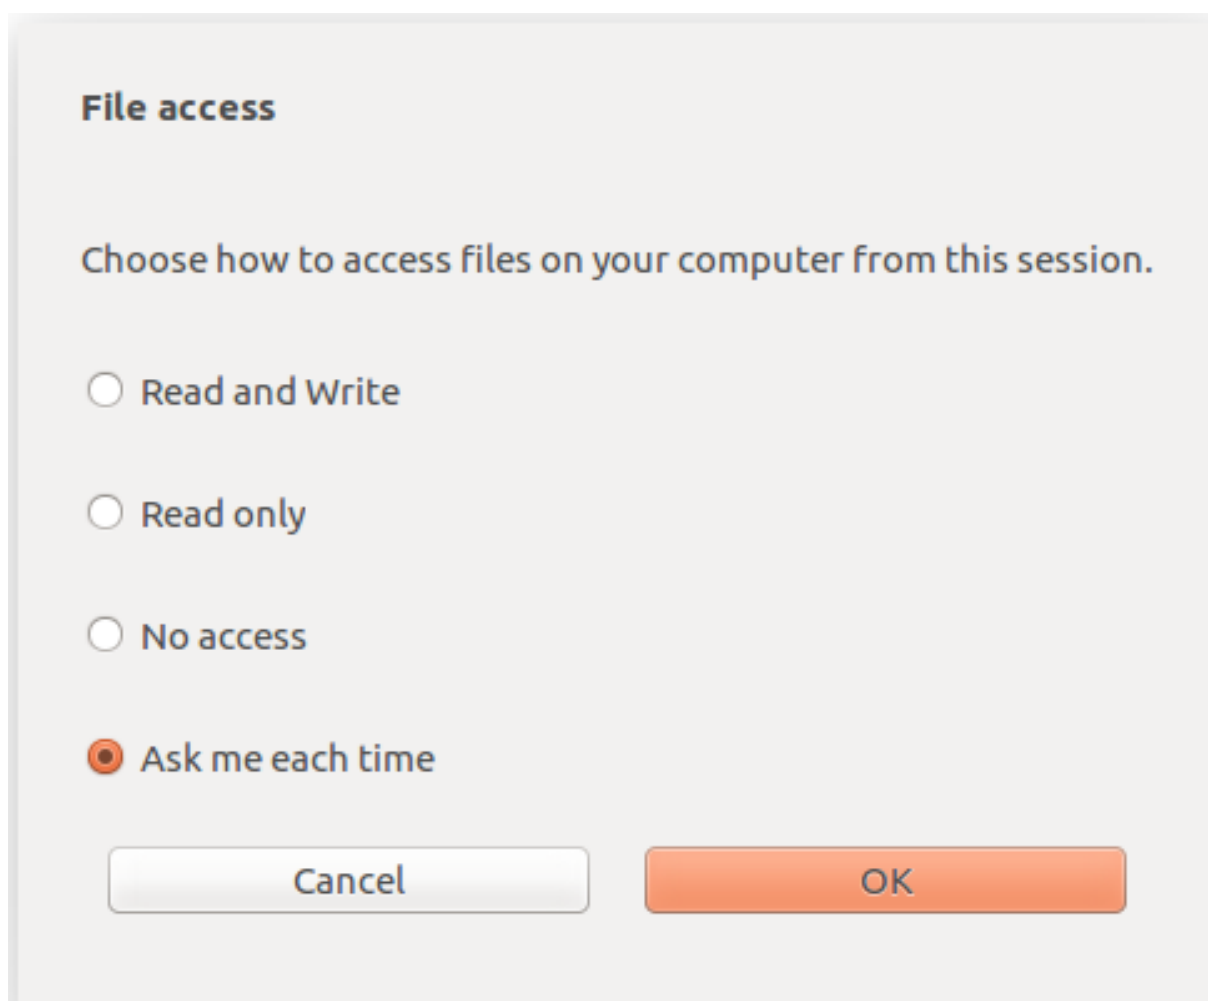 File access
Choose how to access files on your computer from this session.
Read and Write
Read only
No access
Ask me each time
Cancel
OK